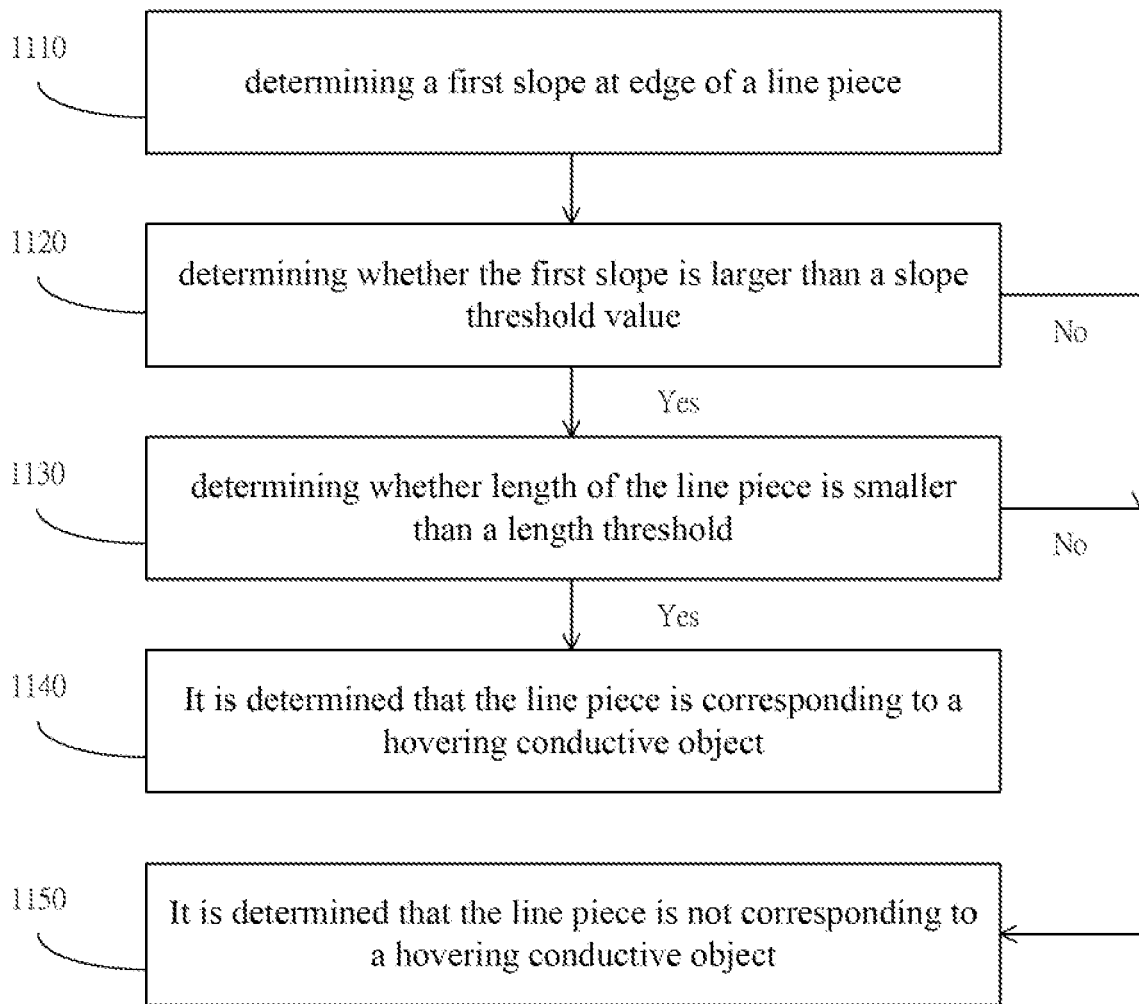 1110
determining a first slope at edge of a line piece
1120
determining whether the first slope is larger than a slope
threshold value
No
Yes
1130
determining whether length of the line piece is smaller
than a length threshold
No
Yes
1140
It is determined that the line piece is corresponding to a
hovering conductive object
1150
It is determined that the line piece is not corresponding to
a hovering conductive object